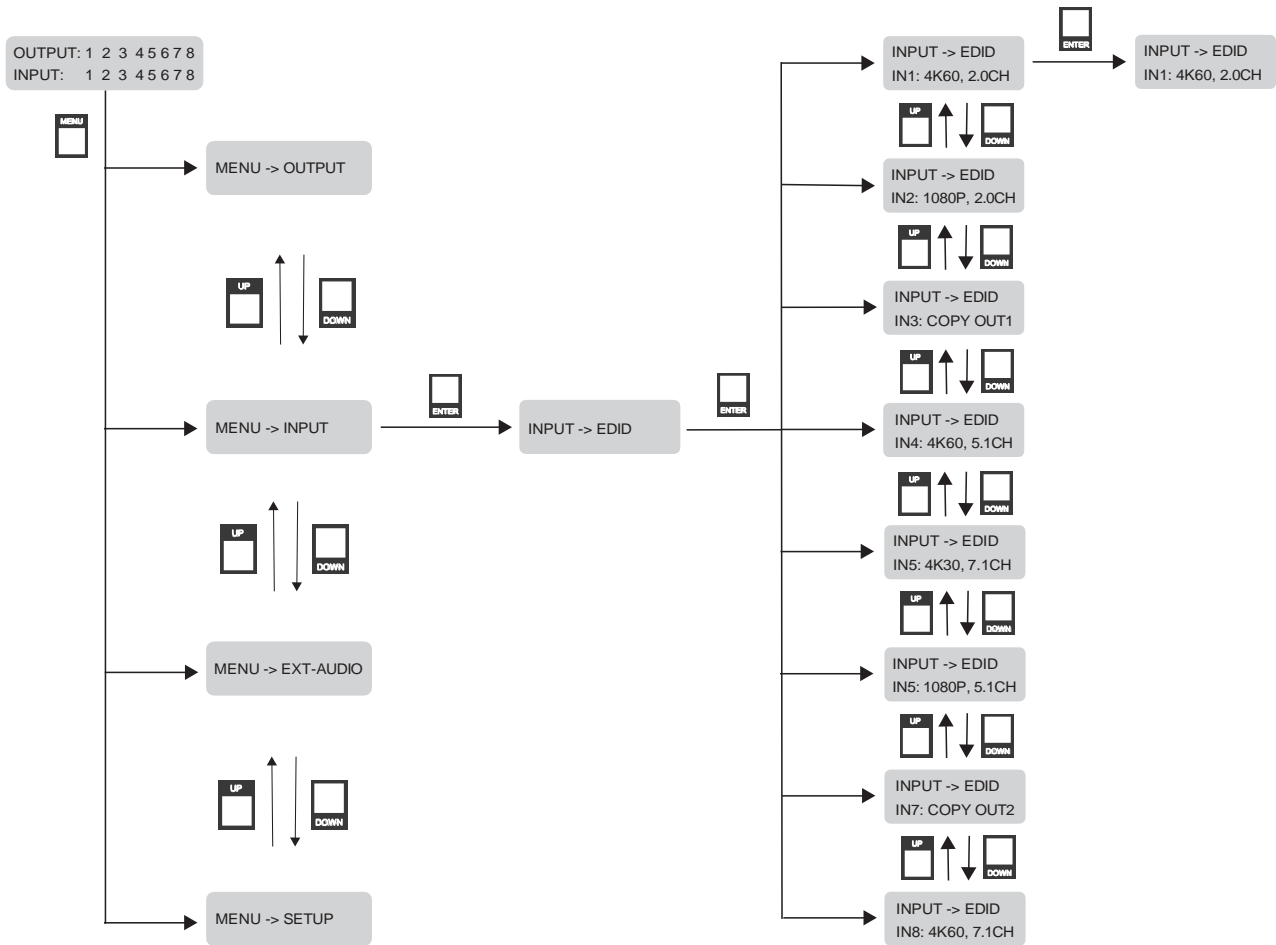 OUTPUT: 1 2 3 4 5 6 7 8
INPUT: 1 2 3 4 5 6 7 8
MENU
MENU -> OUTPUT
UP
DOWN
MENU -> INPUT
ENTER
INPUT -> EDID
ENTER
UP
DOWN
MENU -> EXT-AUDIO
UP
DOWN
MENU -> SETUP
INPUT -> EDID
IN1: 4K60, 2.0CH
ENTER
INPUT -> EDID
IN1: 4K60, 2.0CH
UP
DOWN
INPUT -> EDID
IN2: 1080P, 2.0CH
UP
DOWN
INPUT -> EDID
IN3: COPY OUT1
UP
DOWN
INPUT -> EDID
IN4: 4K60, 5.1CH
UP
DOWN
INPUT -> EDID
IN5: 4K30, 7.1CH
UP
DOWN
INPUT -> EDID
IN5: 1080P, 5.1CH
UP
DOWN
INPUT -> EDID
IN7: COPY OUT2
UP
DOWN
INPUT -> EDID
IN8: 4K60, 7.1CH